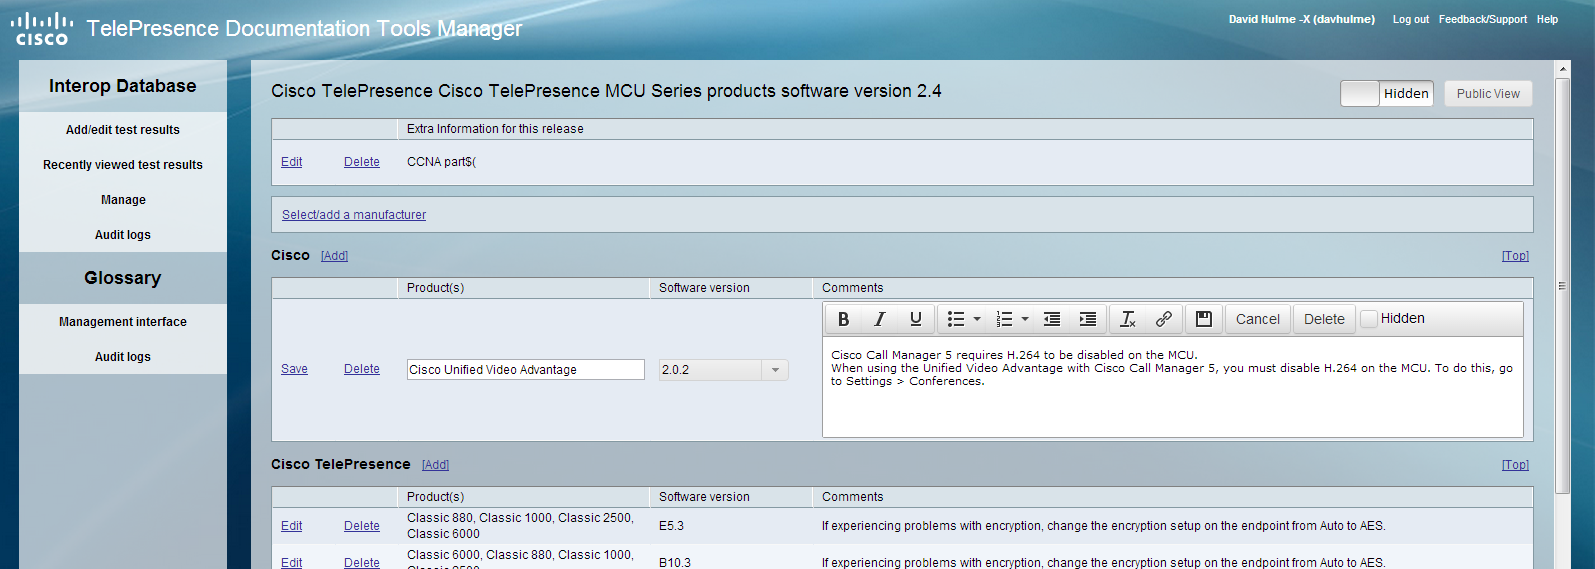 CISCO
TelePresence Documentation Tools Manager
David Hulme -X (davhulme) Log out Feedback/Support Help
Interop Database
Add/edit test results
Recently viewed test results
Manage
Audit logs
Glossary
Management interface
Audit logs
Cisco TelePresence Cisco TelePresence MCU Series products software version 2.4
Hidden
Public View
Extra Information for this release
Edit Delete CCNA part$(
Select/add a manufacturer
Cisco [Add] [Top]
Product(s) Software version Comments
B I U Cancel Delete Hidden
Save Delete Cisco Unified Video Advantage 2.0.2
Cisco Call Manager 5 requires H.264 to be disabled on the MCU.
When using the Unified Video Advantage with Cisco Call Manager 5, you must disable H.264 on the MCU. To do this, go
to Settings > Conferences.
Cisco TelePresence [Add] [Top]
Product(s) Software version Comments
Edit Delete Classic 880, Classic 1000, Classic 2500,
Classic 6000
E5.3 If experiencing problems with encryption, change the encryption setup on the endpoint from Auto to AES.
Edit Delete Classic 6000, Classic 880, Classic 1000,
B10.3 If experiencing problems with encryption, change the encryption setup on the endpoint from Auto to AES.